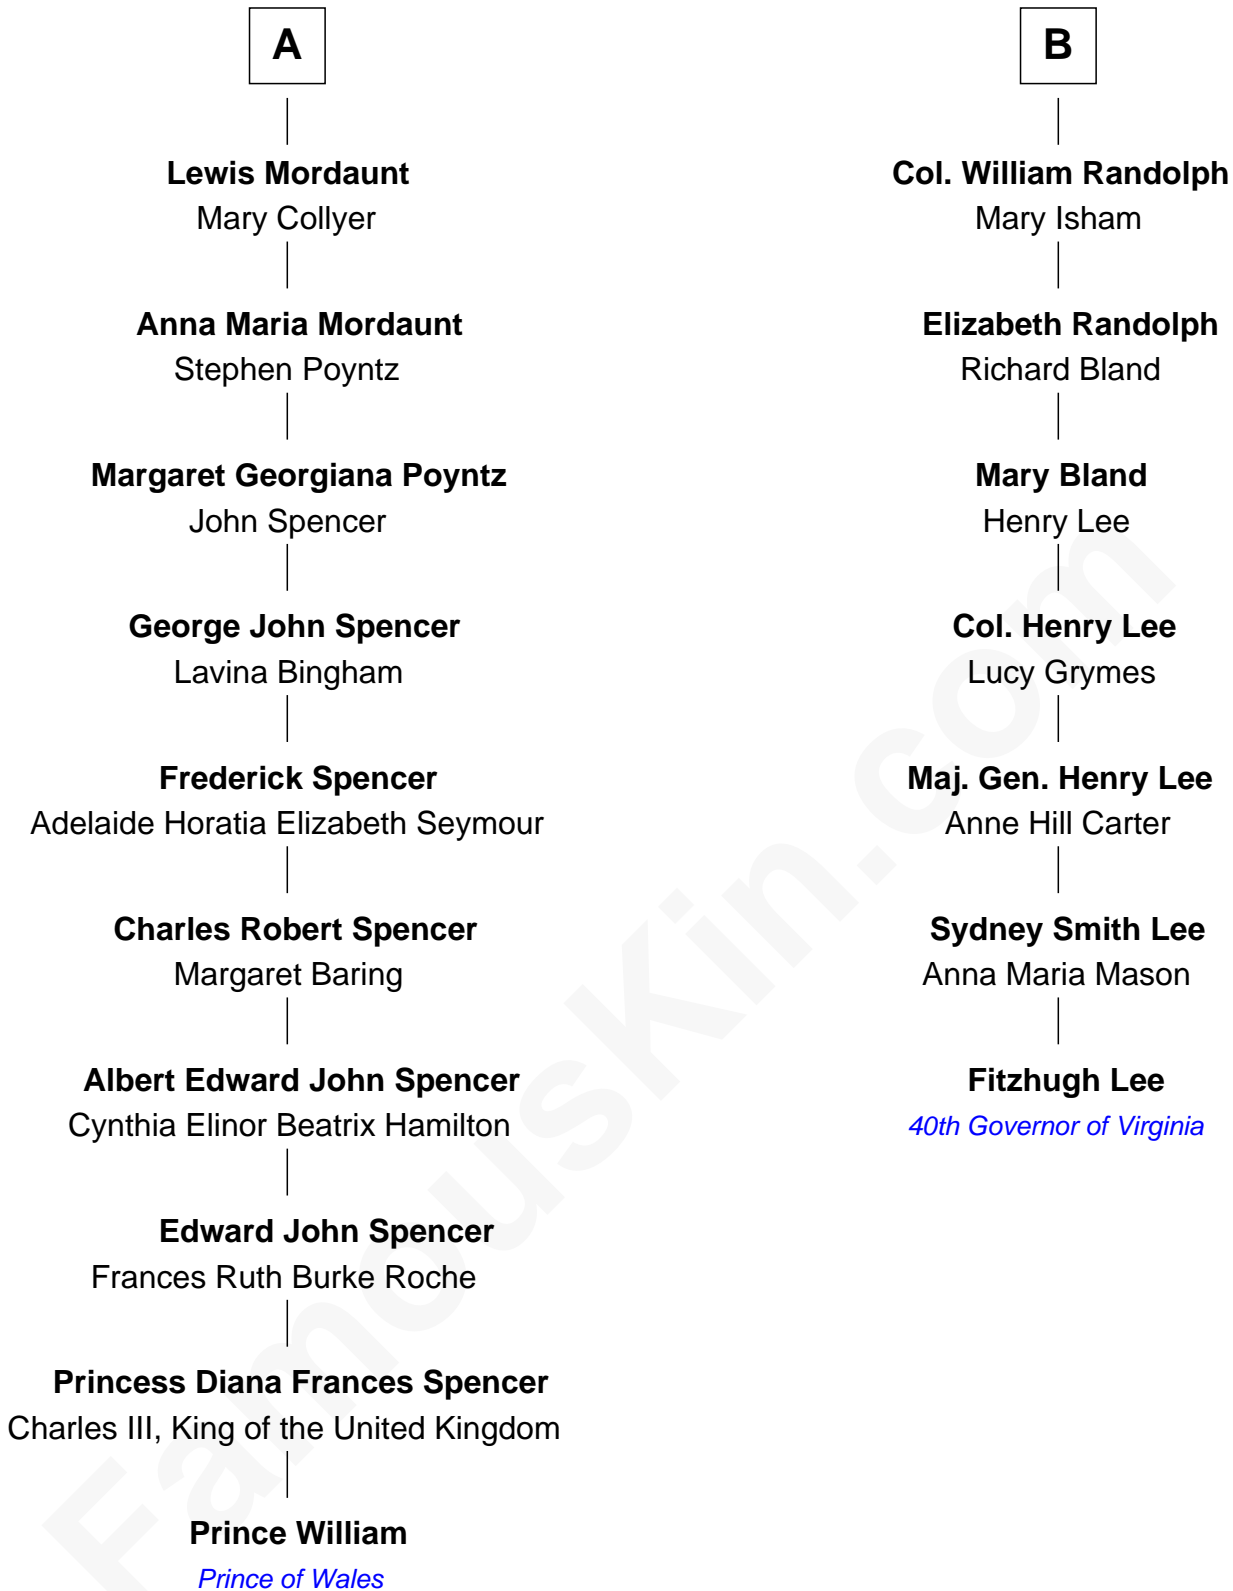 A
Lewis Mordaunt
Mary Collyer
Anna Maria Mordaunt
Stephen Poyntz
Margaret Georgiana Poyntz
John Spencer
George John Spencer
Lavina Bingham
Frederick Spencer
Adelaide Horatia Elizabeth Seymour
Charles Robert Spencer
Margaret Baring
Albert Edward John Spencer
Cynthia Elinor Beatrix Hamilton
Edward John Spencer
Frances Ruth Burke Roche
Princess Diana Frances Spencer
Charles III, King of the United Kingdom
Prince William
Prince of Wales
B
Col. William Randolph
Mary Isham
Elizabeth Randolph
Richard Bland
Mary Bland
Henry Lee
Col. Henry Lee
Lucy Grymes
Maj. Gen. Henry Lee
Anne Hill Carter
Sydney Smith Lee
Anna Maria Mason
Fitzhugh Lee
40th Governor of Virginia
FamousKin.com